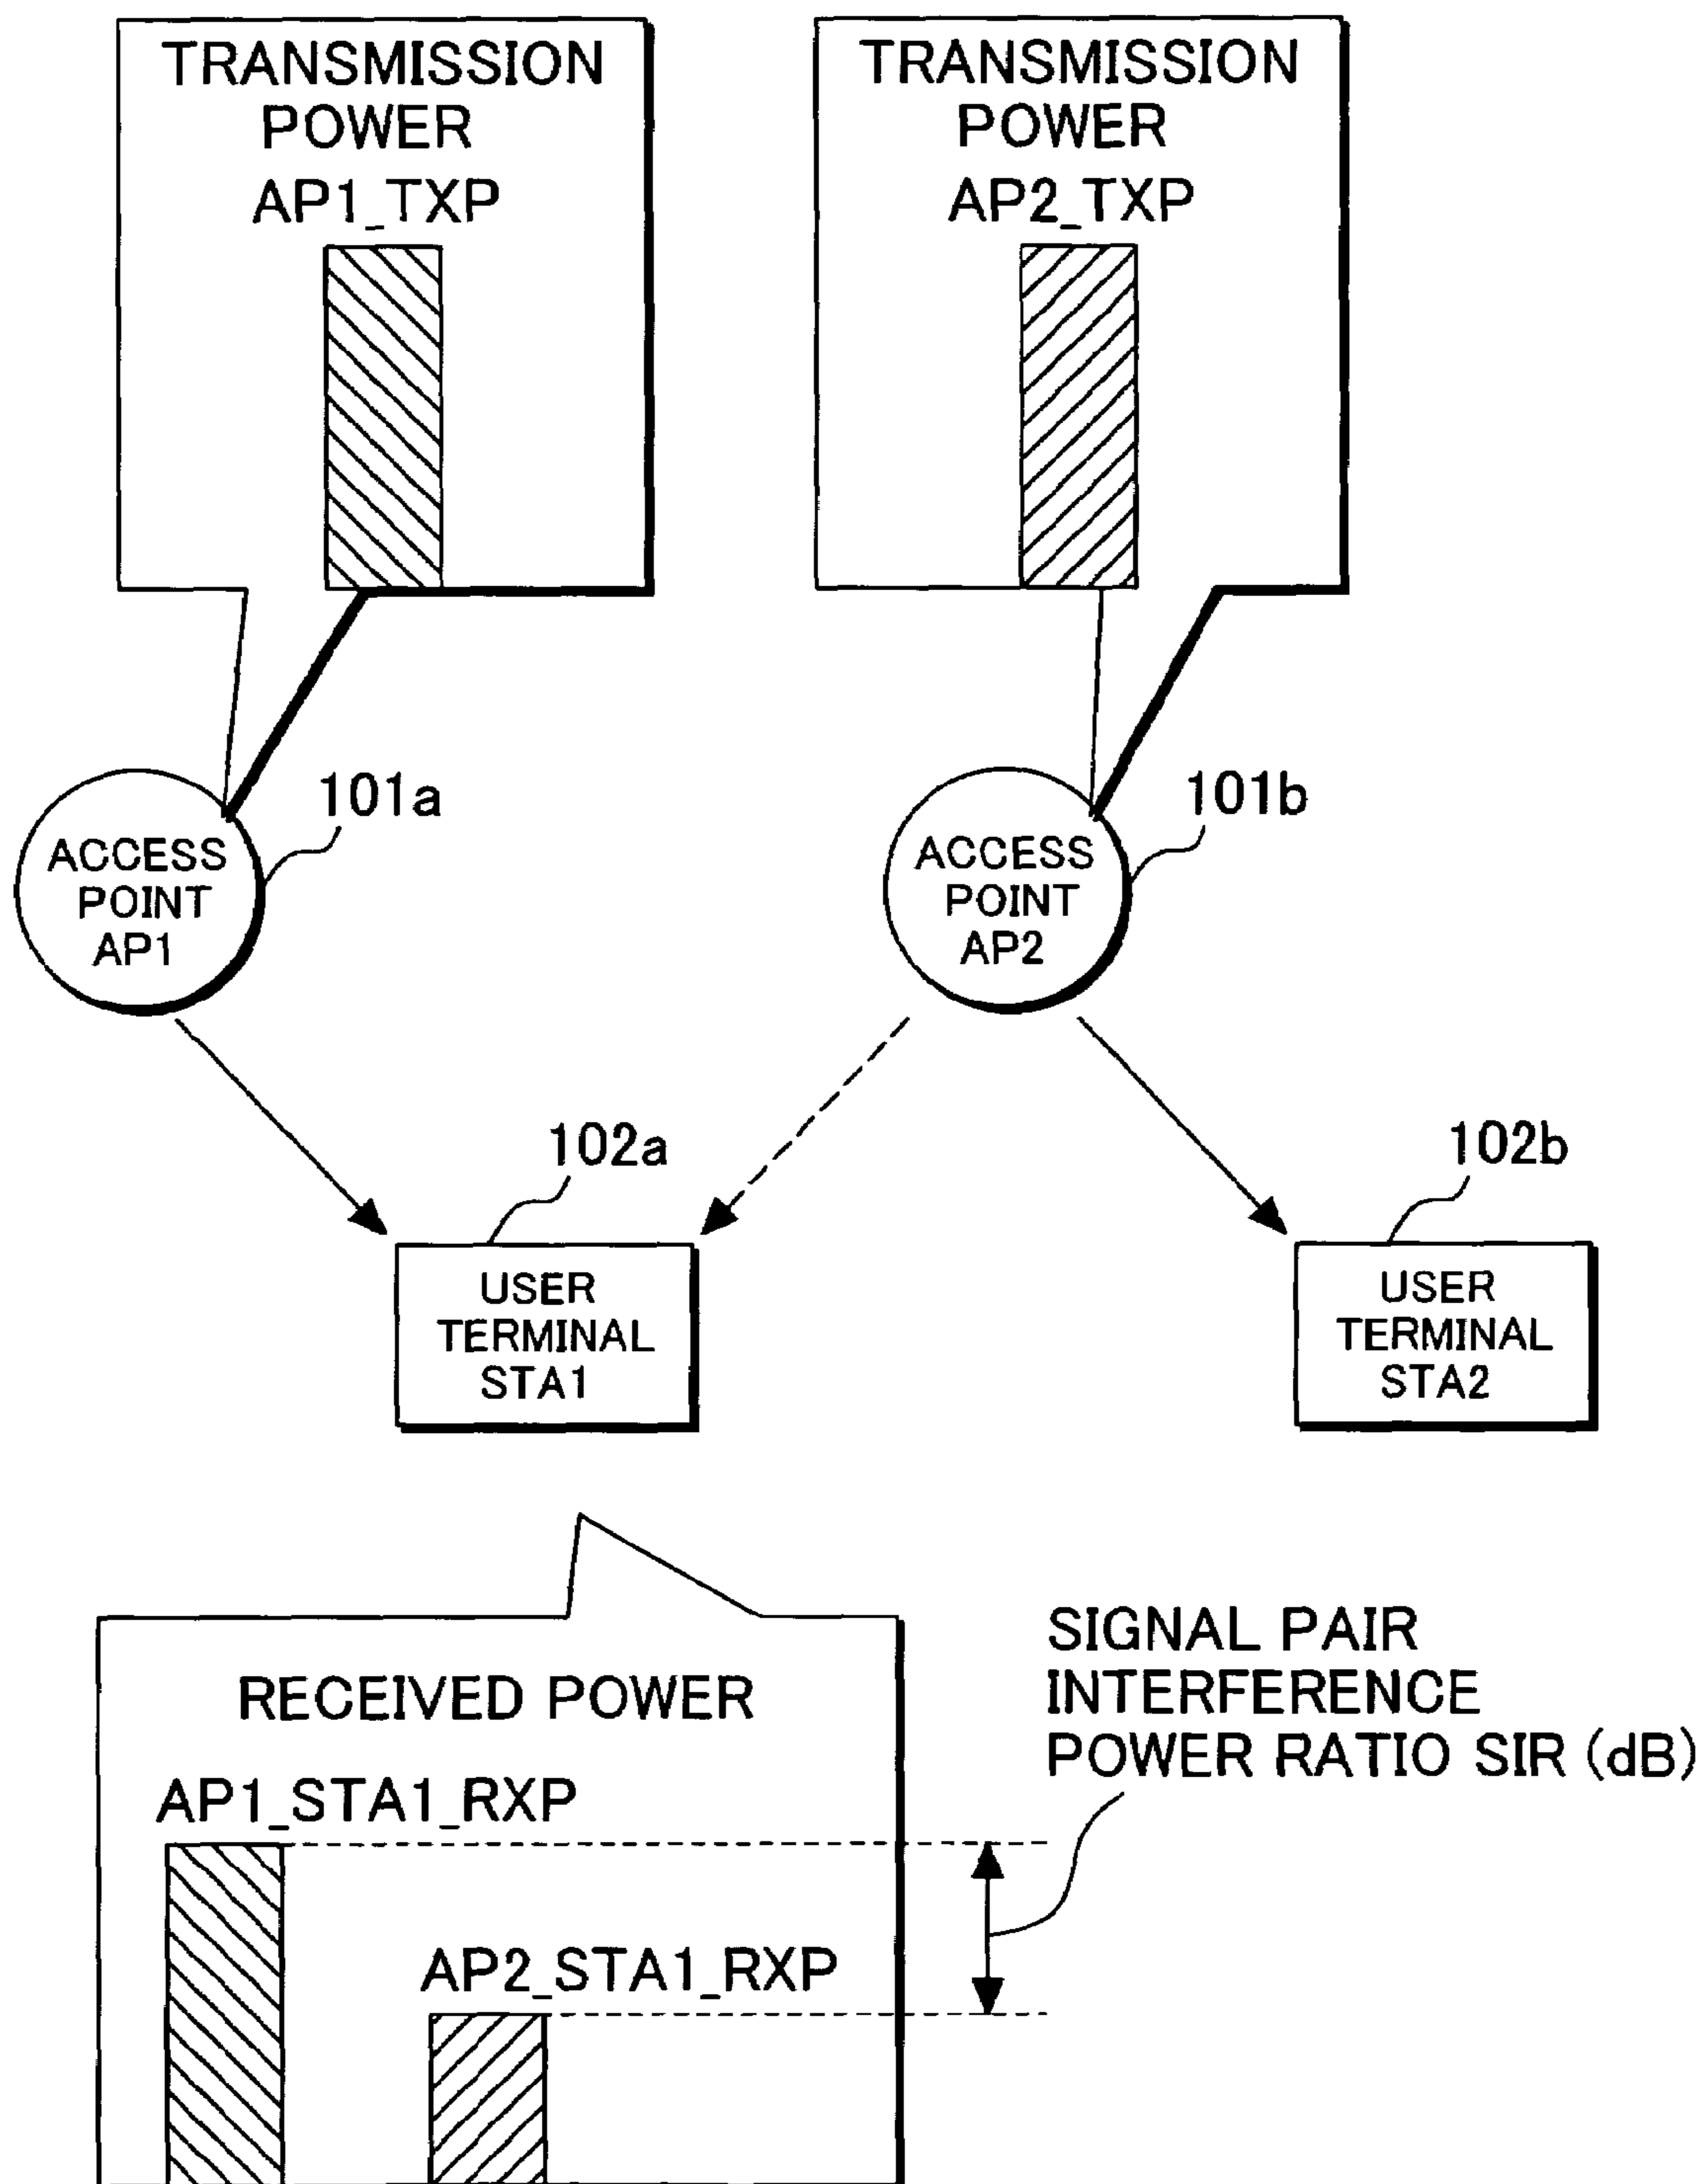 TRANSMISSION
POWER
AP1_TXP
TRANSMISSION
POWER
AP2_TXP
101a
ACCESS
POINT
AP1
101b
ACCESS
POINT
AP2
102a
USER
TERMINAL
STA1
102b
USER
TERMINAL
STA2
RECEIVED POWER
AP1_STA1_RXP
AP2_STA1_RXP
SIGNAL PAIR
INTERFERENCE
POWER RATIO SIR (dB)